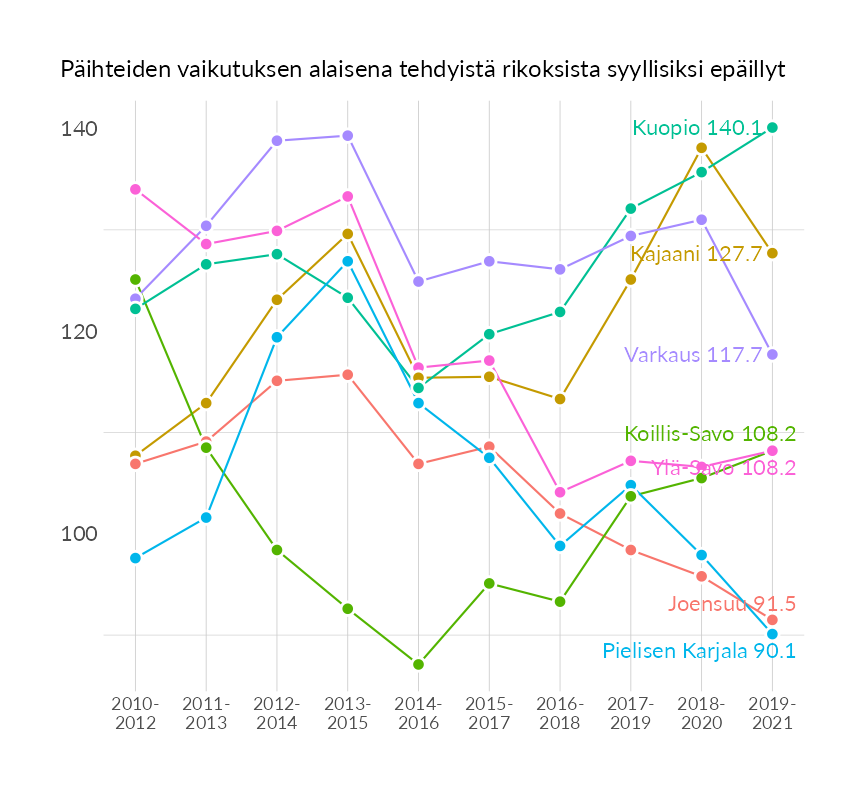 Päihteiden vaikutuksen alaisena tehdyistä rikoksista syyllisiksi epäillyt
140
Kuopio 140.1
Kajaani 127.7
120
Varkaus 117.7
Koillis-Savo 108.2
Ylä-Savo 108.2
100
Joensuu 91.5
Pielisen Karjala 90.1
2010- 2011- 2012- 2013- 2014- 2015- 2016- 2017- 2018- 2019-
2012 2013 2014 2015 2016 2017 2018 2019 2020 2021